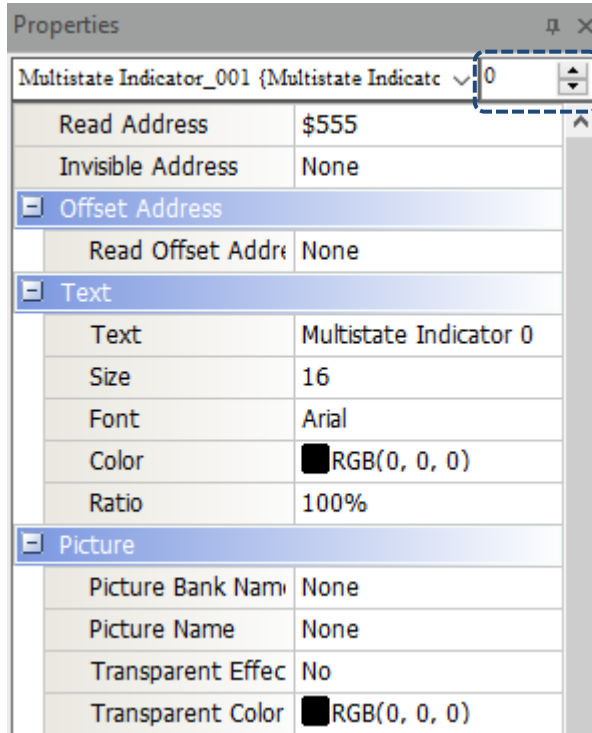 Properties
Multistate Indicator_001 {Multistate Indicatc 0
Read Address $555
Invisible Address None
Offset Address
Read Offset Addre None
Text
Text Multistate Indicator 0
Size 16
Font Arial
Color RGB(0, 0, 0)
Ratio 100%
Picture
Picture Bank Nam None
Picture Name None
Transparent Effec No
Transparent Color RGB(0, 0, 0)